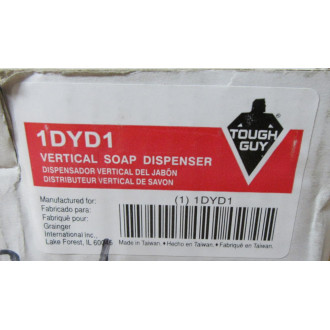 1DYD1
VERTICAL SOAP DISPENSER
DISPENSADOR VERTICAL DEL JABÓN
DISTRIBUTEUR VERTICAL DE SAVON
TOUGH
GUY
Manufactured for:
Fabricado para:
Fabriqué pour:
Grainger
International Inc.,
Lake Forest, IL
(1) 1DYD1
Made in Taiwan. • Hecho en Taiwan. • Fabriqué en Taiwan.